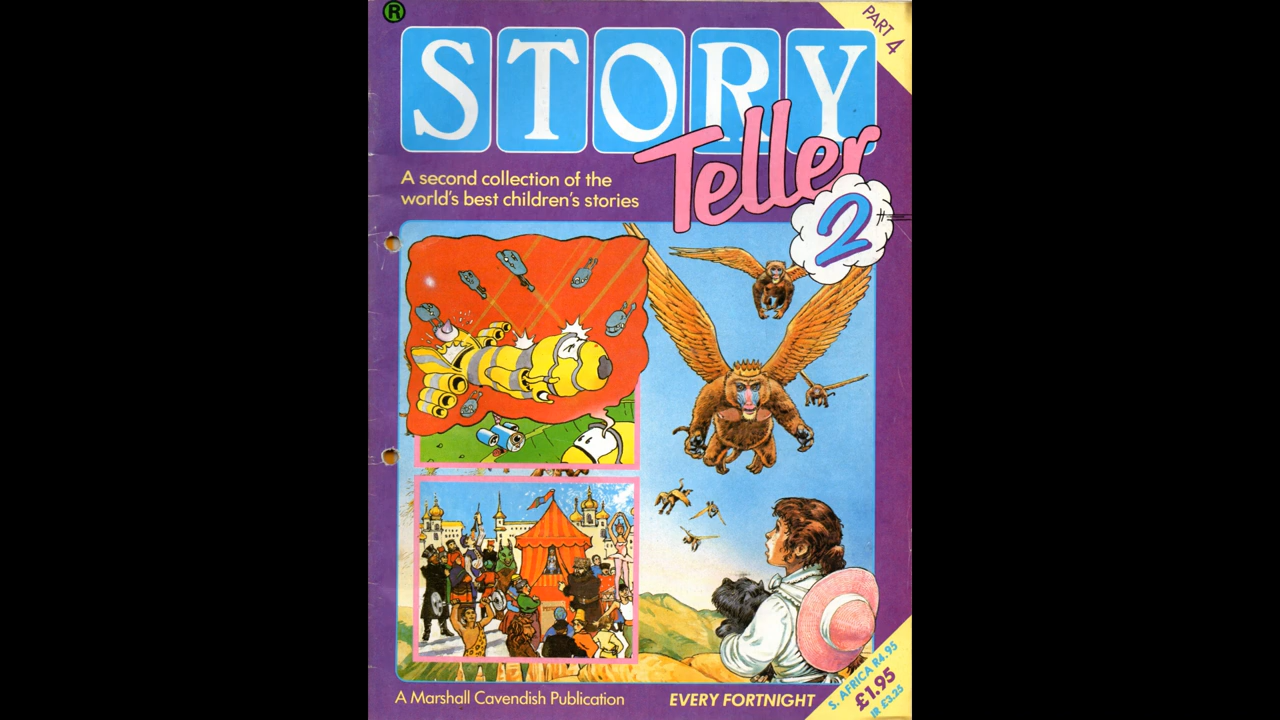 ®
PART 4
STORY
Teller
2
A second collection of the
world's best children's stories
A Marshall Cavendish Publication
EVERY FORTNIGHT
S. AFRICA R4.95
£1.95
IR £3.25